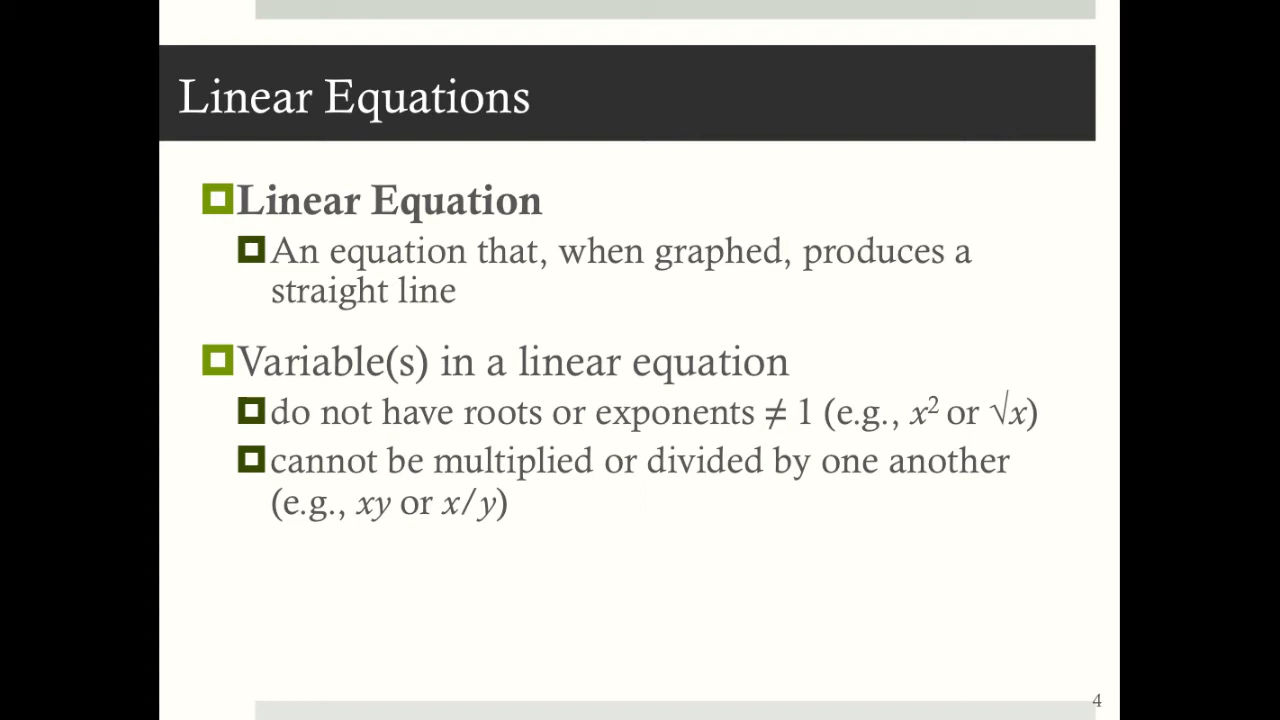 Linear Equations
Linear Equation
An equation that, when graphed, produces a
straight line
Variable(s) in a linear equation
do not have roots or exponents ≠ 1 (e.g., x² or √x)
cannot be multiplied or divided by one another
(e.g., xy or x/y)
4